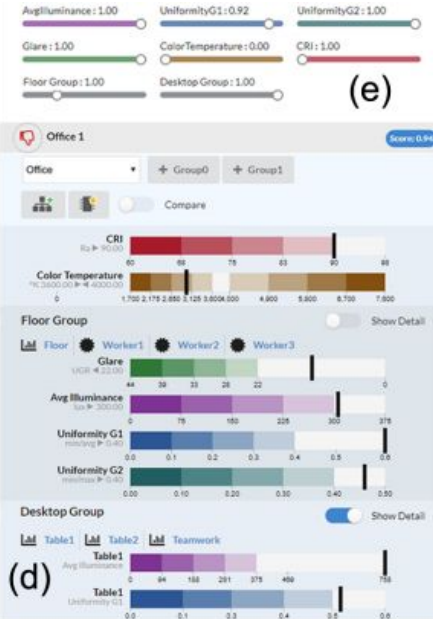 AvgIlluminance : 1.00 UniformityG1 : 0.92 UniformityG2 : 1.00
Glare : 1.00 ColorTemperature : 0.00 CRI : 1.00
Floor Group : 1.00 Desktop Group : 1.00
(e)
Office 1 Score: 0.94
Office + Group0 + Group1
Compare
CRI
Ra ▶ 90.00
60 68 75 83 90 98
Color Temperature
°K 3600.00 ▶ ◀ 4000.00
0 1,700 2,175 2,650 3,125 3,600 4,000 4,900 5,800 6,700 7,600
Floor Group Show Detail
Floor Worker1 Worker2 Worker3
Glare
UGR ◀ 22.00
44 39 33 28 22 0
Avg Illuminance
lux ▶ 300.00
0 75 150 225 300 375
Uniformity G1
min/avg ▶ 0.40
0.0 0.1 0.2 0.3 0.4 0.5 0.6
Uniformity G2
min/max ▶ 0.40
0.00 0.10 0.20 0.30 0.40 0.50
Desktop Group Show Detail
Table1 Table2 Teamwork
(d)
Table1
Avg Illuminance
0 94 188 281 375 469
Table1
Uniformity G1
0.0 0.1 0.3 0.4 0.5 0.6